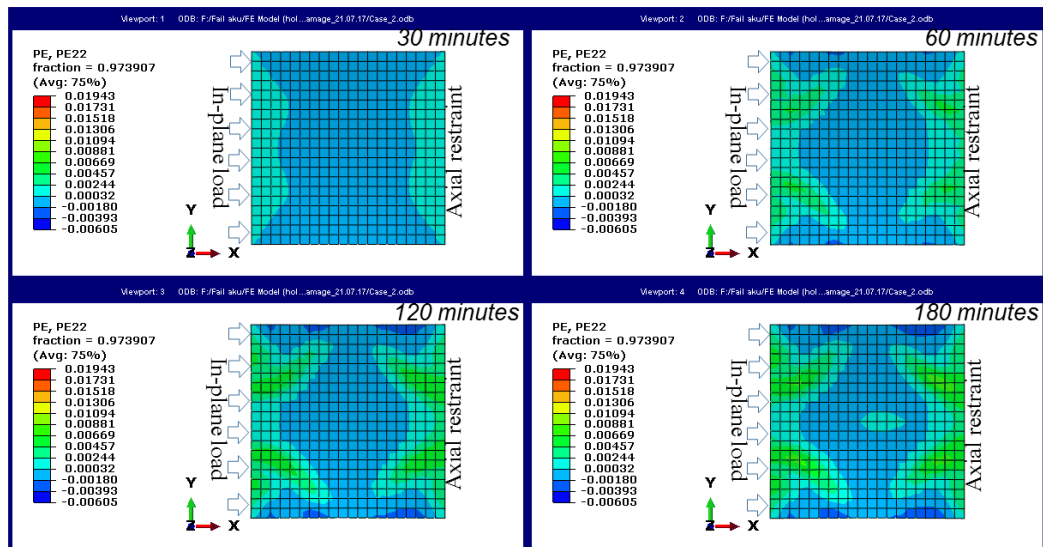 Viewport: 1 ODB: F:/Fail aku/FE Model (hol...amage_21.07.17/Case_2.odb
30 minutes
PE, PE22
fraction = 0.973907
(Avg: 75%)
0.01943
0.01731
0.01518
0.01306
0.01094
0.00881
0.00669
0.00457
0.00244
0.00032
-0.00180
-0.00393
-0.00605
In-plane load
Axial restraint
Y
Z
X
Viewport: 2 ODB: F:/Fail aku/FE Model (hol...amage_21.07.17/Case_2.odb
60 minutes
PE, PE22
fraction = 0.973907
(Avg: 75%)
0.01943
0.01731
0.01518
0.01306
0.01094
0.00881
0.00669
0.00457
0.00244
0.00032
-0.00180
-0.00393
-0.00605
In-plane load
Axial restraint
Y
Z
X
Viewport: 3 ODB: F:/Fail aku/FE Model (hol...amage_21.07.17/Case_2.odb
120 minutes
PE, PE22
fraction = 0.973907
(Avg: 75%)
0.01943
0.01731
0.01518
0.01306
0.01094
0.00881
0.00669
0.00457
0.00244
0.00032
-0.00180
-0.00393
-0.00605
In-plane load
Axial restraint
Y
Z
X
Viewport: 4 ODB: F:/Fail aku/FE Model (hol...amage_21.07.17/Case_2.odb
180 minutes
PE, PE22
fraction = 0.973907
(Avg: 75%)
0.01943
0.01731
0.01518
0.01306
0.01094
0.00881
0.00669
0.00457
0.00244
0.00032
-0.00180
-0.00393
-0.00605
In-plane load
Axial restraint
Y
Z
X